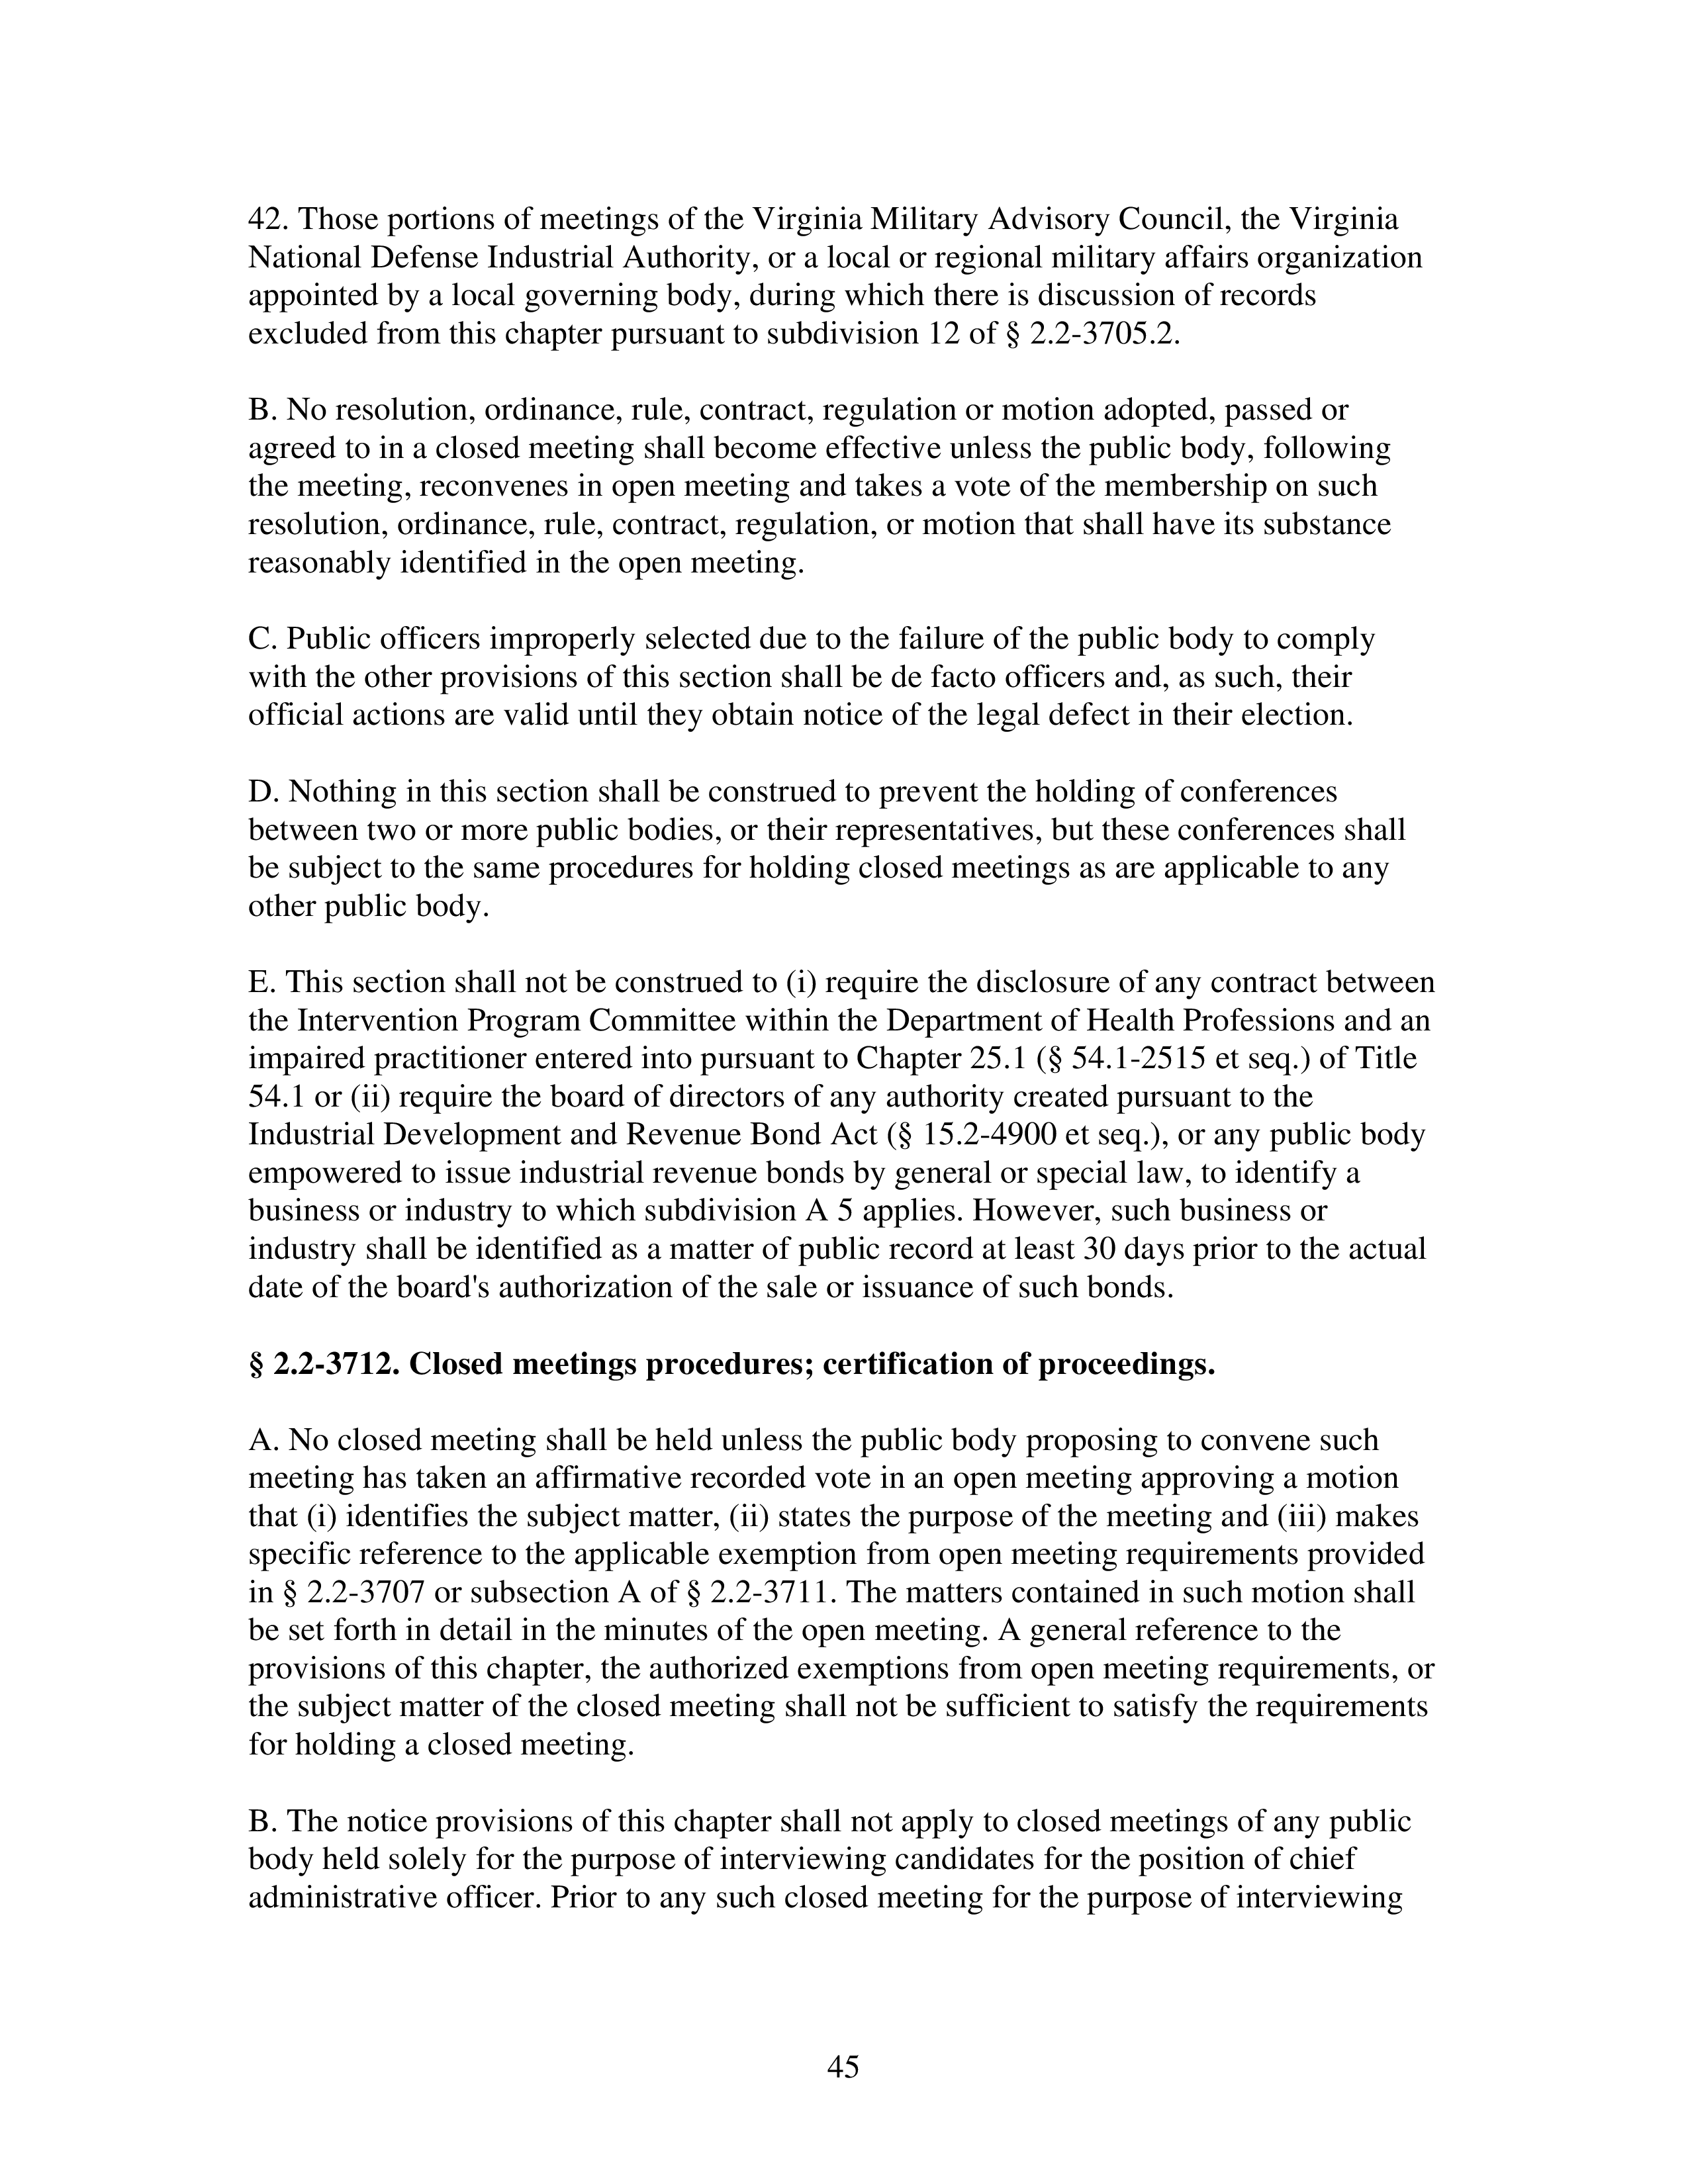 42. Those portions of meetings of the Virginia Military Advisory Council, the Virginia
National Defense Industrial Authority, or a local or regional military affairs organization
appointed by a local governing body, during which there is discussion of records
excluded from this chapter pursuant to subdivision 12 of § 2.2-3705.2.
B. No resolution, ordinance, rule, contract, regulation or motion adopted, passed or
agreed to in a closed meeting shall become effective unless the public body, following
the meeting, reconvenes in open meeting and takes a vote of the membership on such
resolution, ordinance, rule, contract, regulation, or motion that shall have its substance
reasonably identified in the open meeting.
C. Public officers improperly selected due to the failure of the public body to comply
with the other provisions of this section shall be de facto officers and, as such, their
official actions are valid until they obtain notice of the legal defect in their election.
D. Nothing in this section shall be construed to prevent the holding of conferences
between two or more public bodies, or their representatives, but these conferences shall
be subject to the same procedures for holding closed meetings as are applicable to any
other public body.
E. This section shall not be construed to (i) require the disclosure of any contract between
the Intervention Program Committee within the Department of Health Professions and an
impaired practitioner entered into pursuant to Chapter 25.1 (§ 54.1-2515 et seq.) of Title
54.1 or (ii) require the board of directors of any authority created pursuant to the
Industrial Development and Revenue Bond Act (§ 15.2-4900 et seq.), or any public body
empowered to issue industrial revenue bonds by general or special law, to identify a
business or industry to which subdivision A 5 applies. However, such business or
industry shall be identified as a matter of public record at least 30 days prior to the actual
date of the board's authorization of the sale or issuance of such bonds.
§ 2.2-3712. Closed meetings procedures; certification of proceedings.
A. No closed meeting shall be held unless the public body proposing to convene such
meeting has taken an affirmative recorded vote in an open meeting approving a motion
that (i) identifies the subject matter, (ii) states the purpose of the meeting and (iii) makes
specific reference to the applicable exemption from open meeting requirements provided
in § 2.2-3707 or subsection A of § 2.2-3711. The matters contained in such motion shall
be set forth in detail in the minutes of the open meeting. A general reference to the
provisions of this chapter, the authorized exemptions from open meeting requirements, or
the subject matter of the closed meeting shall not be sufficient to satisfy the requirements
for holding a closed meeting.
B. The notice provisions of this chapter shall not apply to closed meetings of any public
body held solely for the purpose of interviewing candidates for the position of chief
administrative officer. Prior to any such closed meeting for the purpose of interviewing
45